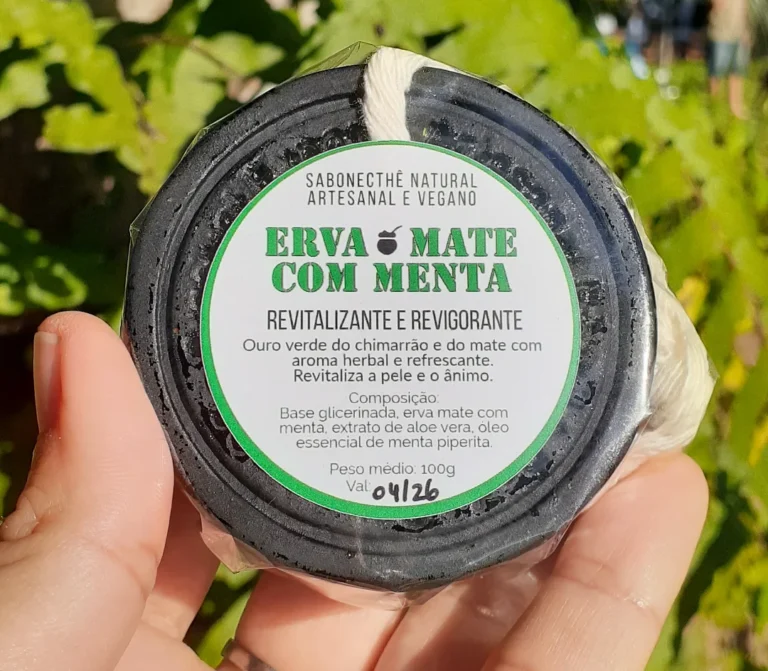 SABONECTHÊ NATURAL
ARTESANAL E VEGANO
ERVA MATE
COM MENTA
REVITALIZANTE E REVIGORANTE
Ouro verde do chimarrão e do mate com
aroma herbal e refrescante.
Revitaliza a pele e o ânimo.
Composição:
Base glicerinada, erva mate com
menta, extrato de aloe vera, óleo
essencial de menta piperita.
Peso médio: 100g
Val: 04/26